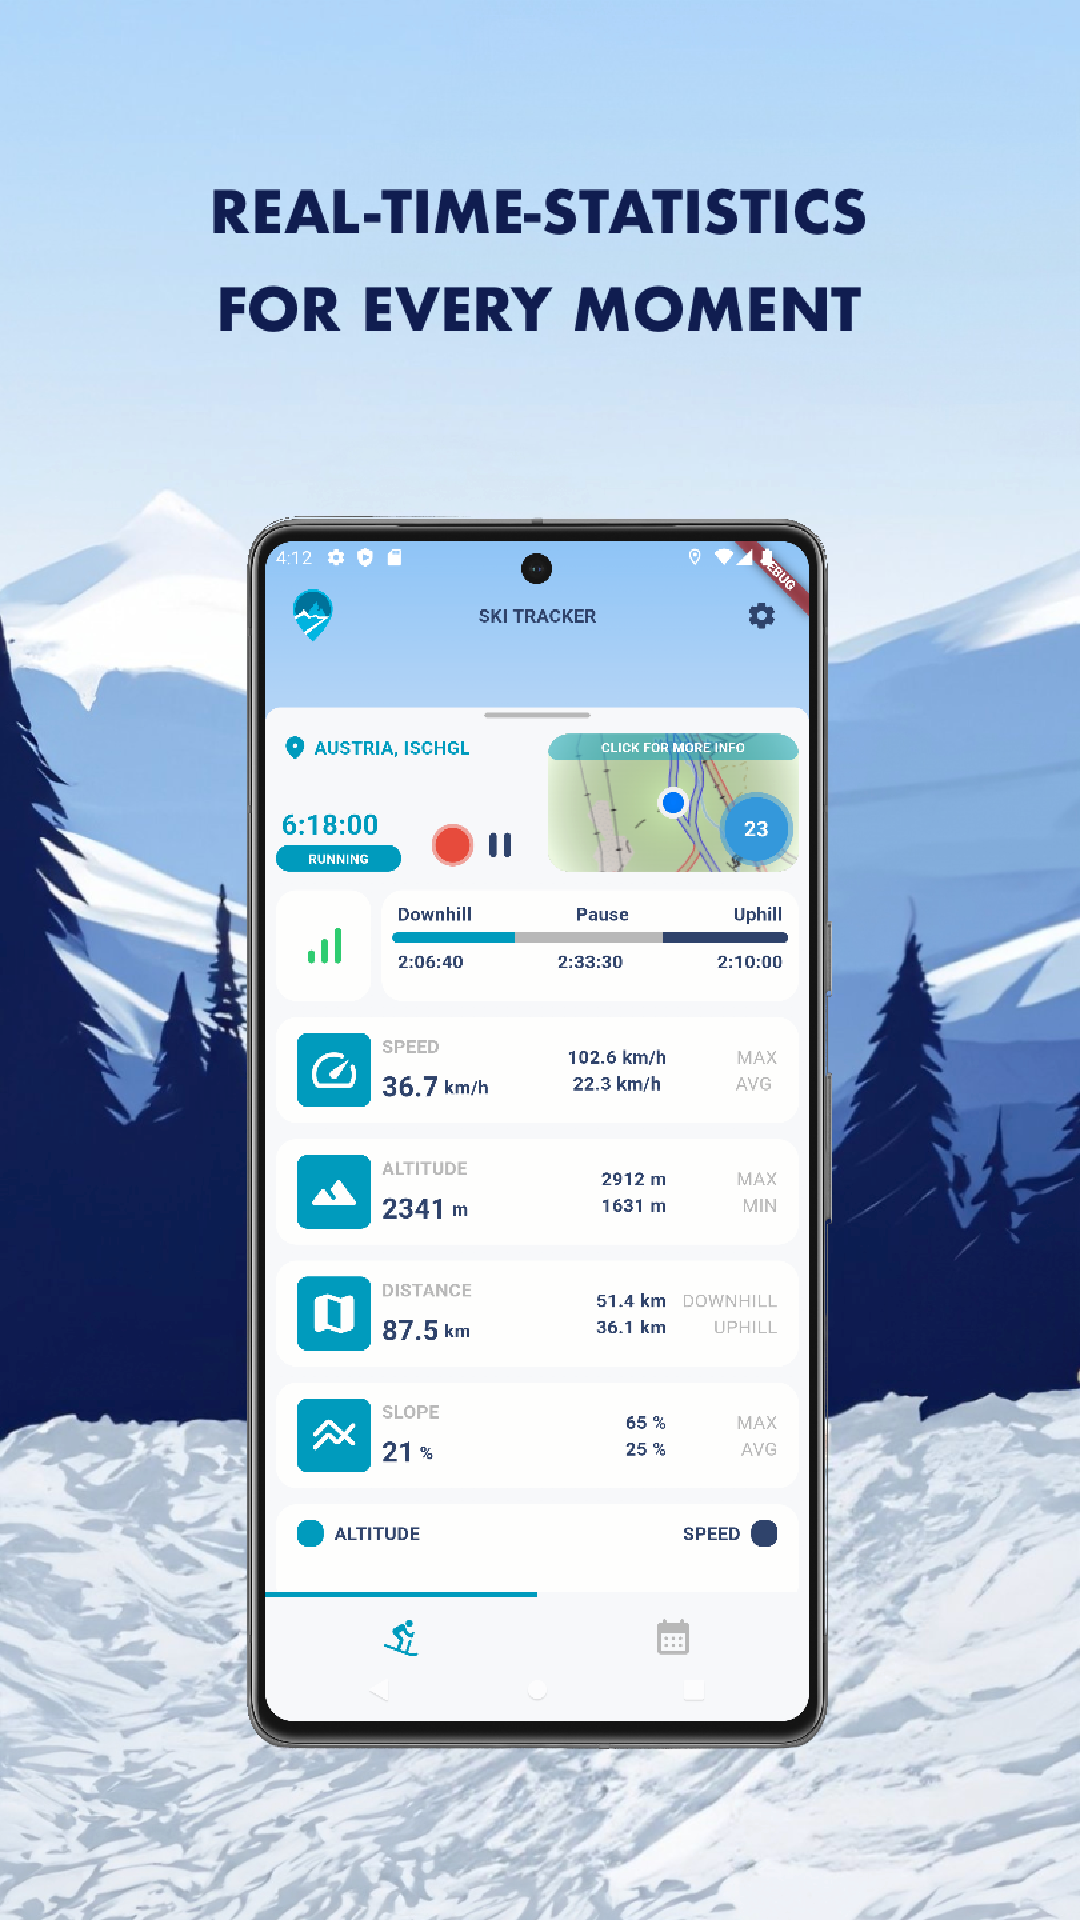 REAL-TIME-STATISTICS
FOR EVERY MOMENT
4:12
SKI TRACKER
AUSTRIA, ISCHGL
CLICK FOR MORE INFO
6:18:00
RUNNING
23
Downhill Pause Uphill
2:06:40 2:33:30 2:10:00
SPEED
36.7 km/h
102.6 km/h MAX
22.3 km/h AVG
ALTITUDE
2341 m
2912 m MAX
1631 m MIN
DISTANCE
87.5 km
51.4 km DOWNHILL
36.1 km UPHILL
SLOPE
21 %
65 % MAX
25 % AVG
ALTITUDE SPEED